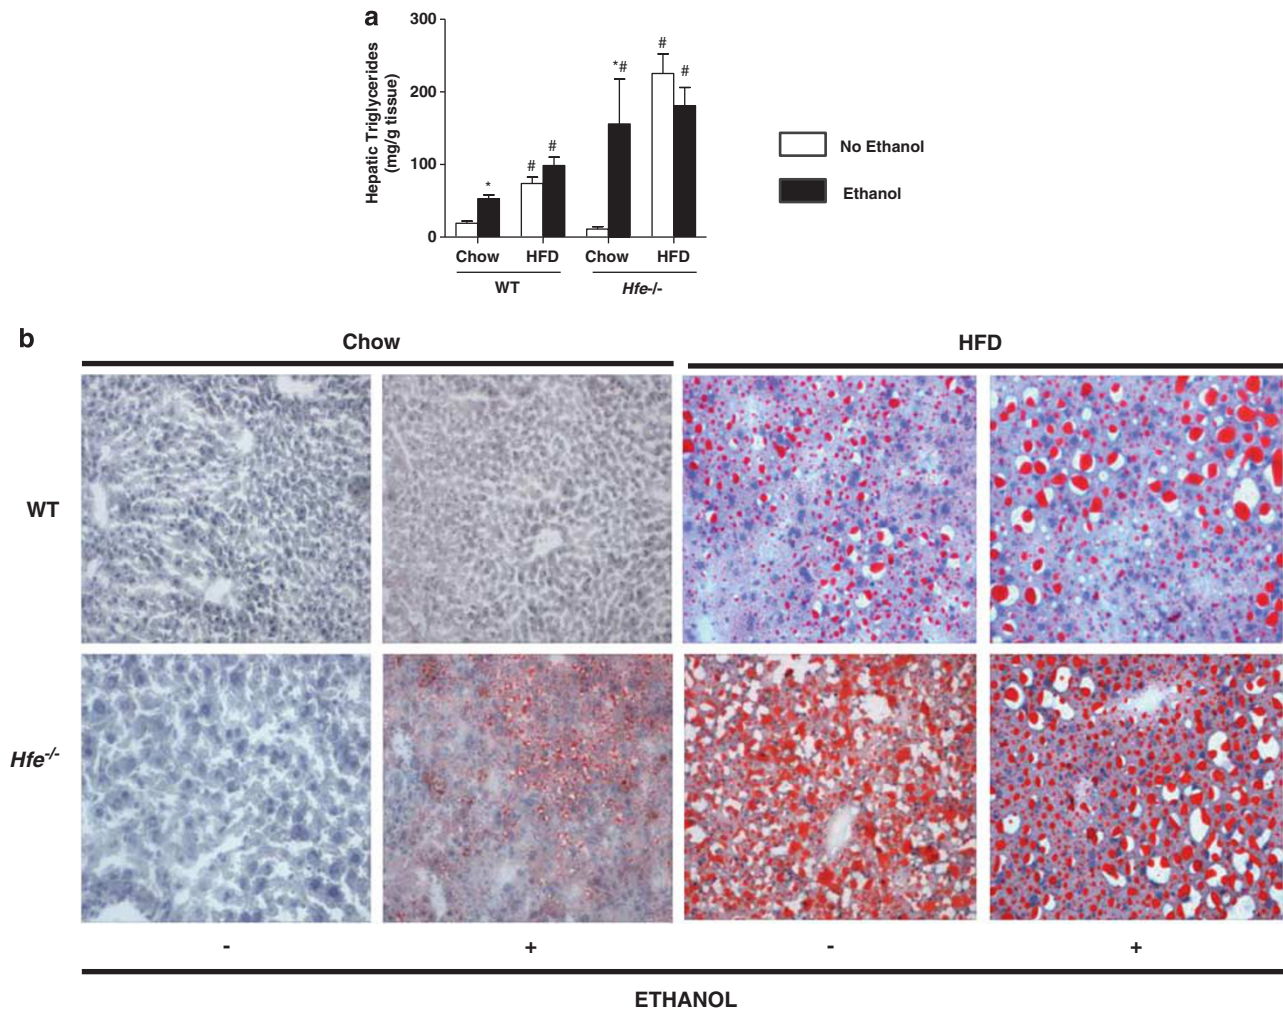 a
Hepatic Triglycerides
(mg/g tissue)
300
200
100
0
*
#
#
*#
#
#
Chow HFD Chow HFD
WT Hfe-/-
No Ethanol
Ethanol
b
Chow HFD
WT
Hfe-/-
- + - +
ETHANOL